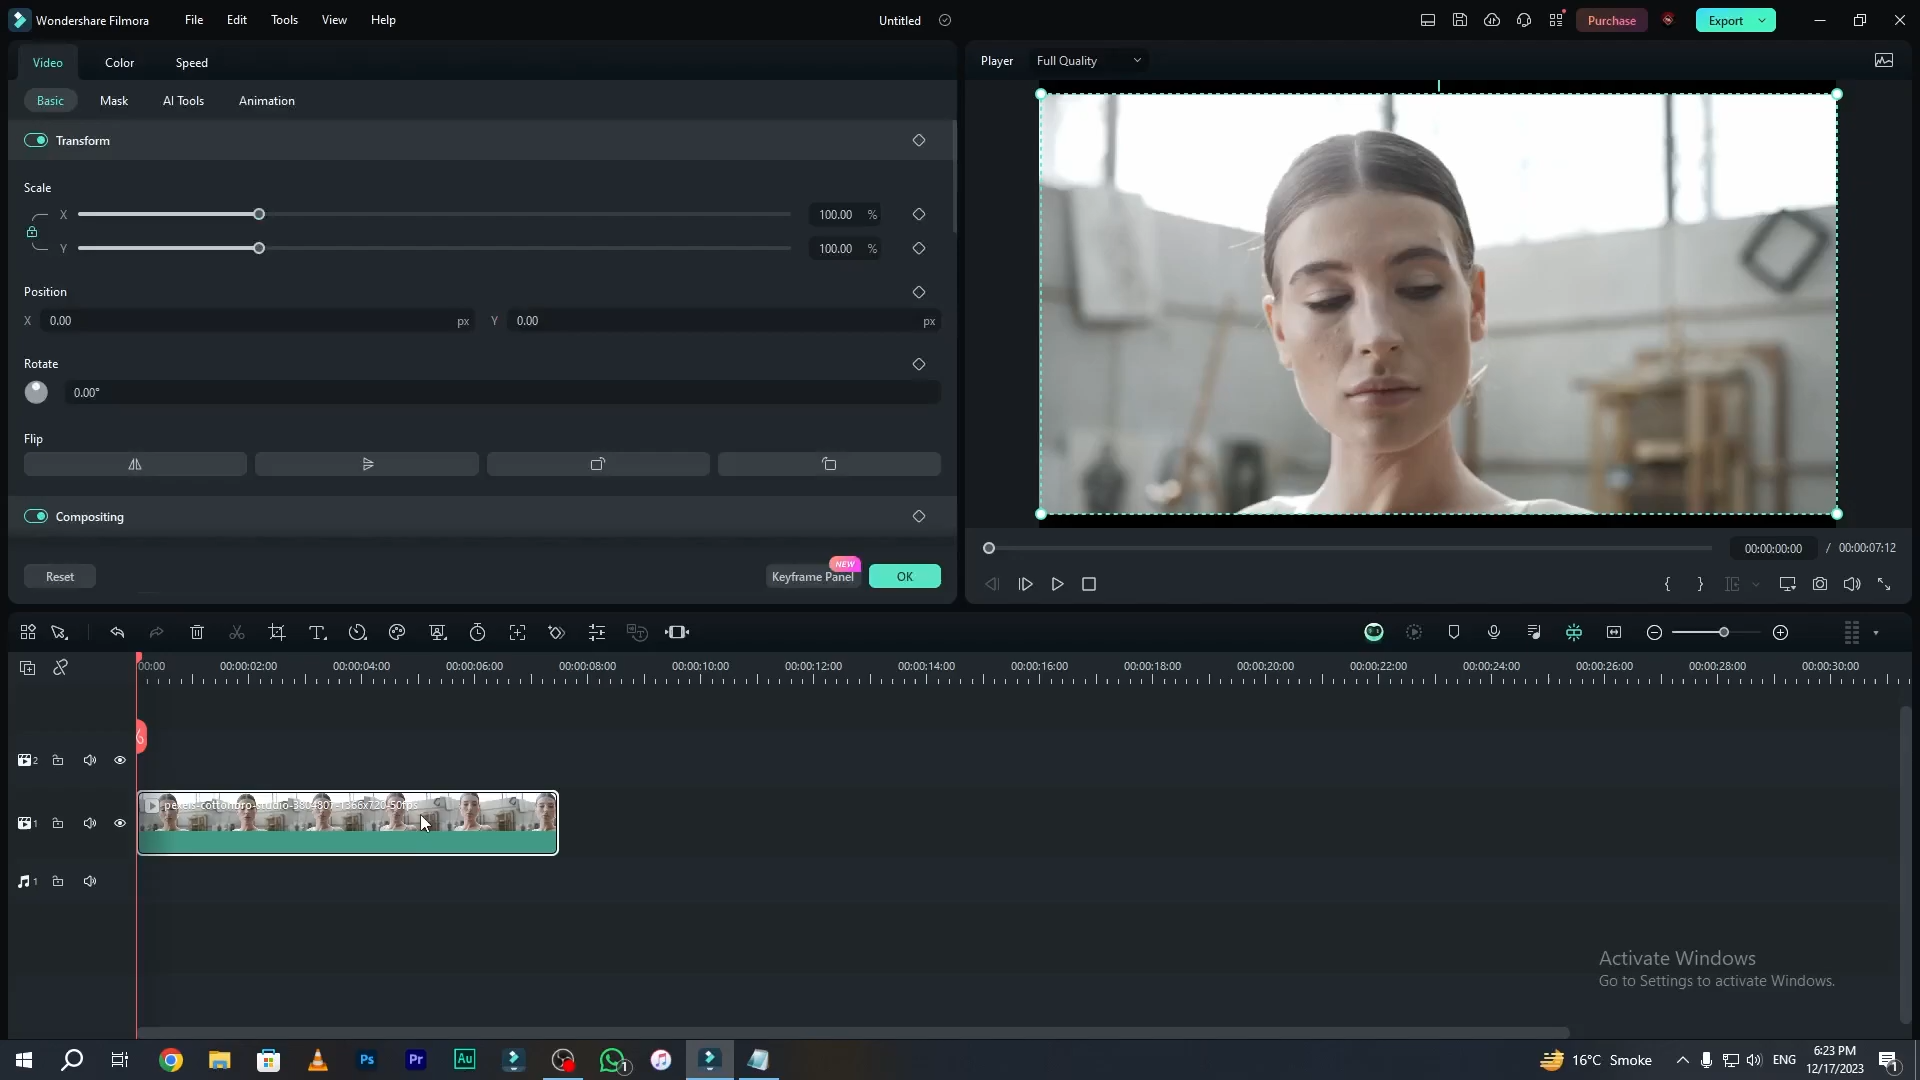 Wondershare Filmora File Edit Tools View Help Untitled Purchase Export
Video Color Speed
Player Full Quality
Basic Mask AI Tools Animation
Transform
Scale
X 100.00 %
Y 100.00 %
Position
X 0.00 px Y 0.00 px
Rotate
0.00°
Flip
Compositing
00:00:00:00 / 00:00:07:12
NEW
Reset Keyframe Panel OK
00:00 00:00:02:00 00:00:04:00 00:00:06:00 00:00:08:00 00:00:10:00 00:00:12:00 00:00:14:00 00:00:16:00 00:00:18:00 00:00:20:00 00:00:22:00 00:00:24:00 00:00:26:00 00:00:28:00 00:00:30:00
2
pexels-cottonbro-studio-3804807-1366x720-50fps
1
1
Activate Windows
Go to Settings to activate Windows.
Ps Pr Au 1 16°C Smoke ENG 6:23 PM 1
12/17/2023